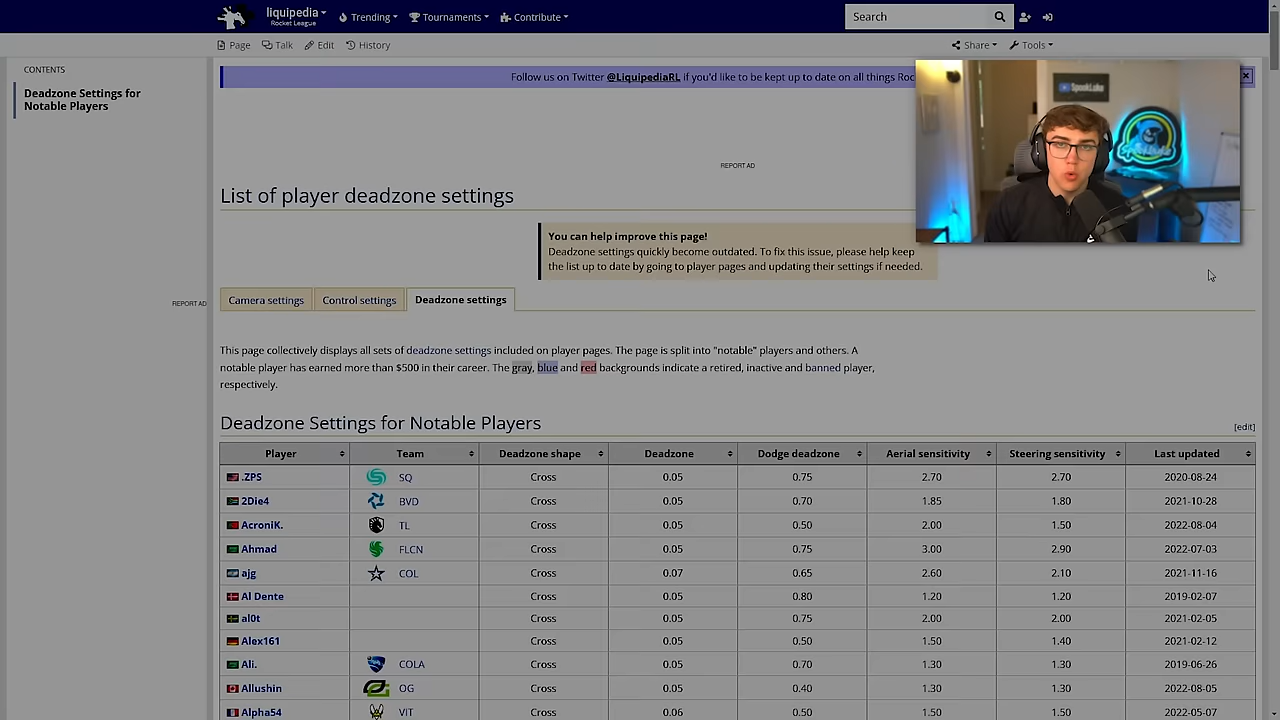 liquipedia
Rocket League
Trending
Tournaments
Contribute
Search
Page
Talk
Edit
History
Share
Tools
CONTENTS
Deadzone Settings for
Notable Players
Follow us on Twitter @LiquipediaRL if you'd like to be kept up to date on all things Roc
SpookLuke
REPORT AD
List of player deadzone settings
You can help improve this page!
Deadzone settings quickly become outdated. To fix this issue, please help keep
the list up to date by going to player pages and updating their settings if needed.
REPORT AD
Camera settings Control settings Deadzone settings
This page collectively displays all sets of deadzone settings included on player pages. The page is split into "notable" players and others. A
notable player has earned more than $500 in their career. The gray, blue and red backgrounds indicate a retired, inactive and banned player,
respectively.
Deadzone Settings for Notable Players
[edit]
Player Team Deadzone shape Deadzone Dodge deadzone Aerial sensitivity Steering sensitivity Last updated
.ZPS SQ Cross 0.05 0.75 2.70 2.70 2020-08-24
2Die4 BVD Cross 0.05 0.70 1.85 1.80 2021-10-28
AcroniK. TL Cross 0.05 0.50 2.00 1.50 2022-08-04
Ahmad FLCN Cross 0.05 0.75 3.00 2.90 2022-07-03
ajg COL Cross 0.07 0.65 2.60 2.10 2021-11-16
Al Dente Cross 0.05 0.80 1.20 1.20 2019-02-07
al0t Cross 0.05 0.75 2.00 2.00 2021-02-05
Alex161 Cross 0.05 0.50 1.50 1.40 2021-02-12
Ali. COLA Cross 0.05 0.70 1.30 1.30 2019-06-26
Allushin OG Cross 0.05 0.40 1.30 1.30 2022-08-05
Alpha54 VIT Cross 0.06 0.50 1.50 1.50 2022-05-07